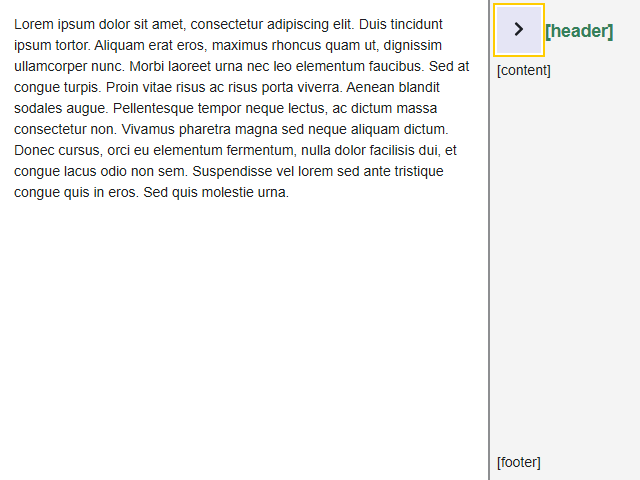 Lorem ipsum dolor sit amet, consectetur adipiscing elit. Duis tincidunt
ipsum tortor. Aliquam erat eros, maximus rhoncus quam ut, dignissim
ullamcorper nunc. Morbi laoreet urna nec leo elementum faucibus. Sed at
congue turpis. Proin vitae risus ac risus porta viverra. Aenean blandit
sodales augue. Pellentesque tempor neque lectus, ac dictum massa
consectetur non. Vivamus pharetra magna sed neque aliquam dictum.
Donec cursus, orci eu elementum fermentum, nulla dolor facilisis dui, et
congue lacus odio non sem. Suspendisse vel lorem sed ante tristique
congue quis in eros. Sed quis molestie urna.
[header]
[content]
[footer]